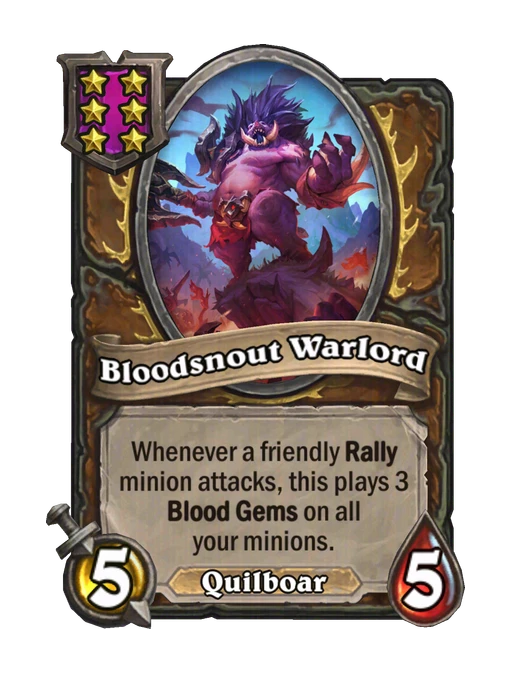 Bloodsnout Warlord
Whenever a friendly Rally
minion attacks, this plays 3
Blood Gems on all
your minions.
5
Quilboar
5